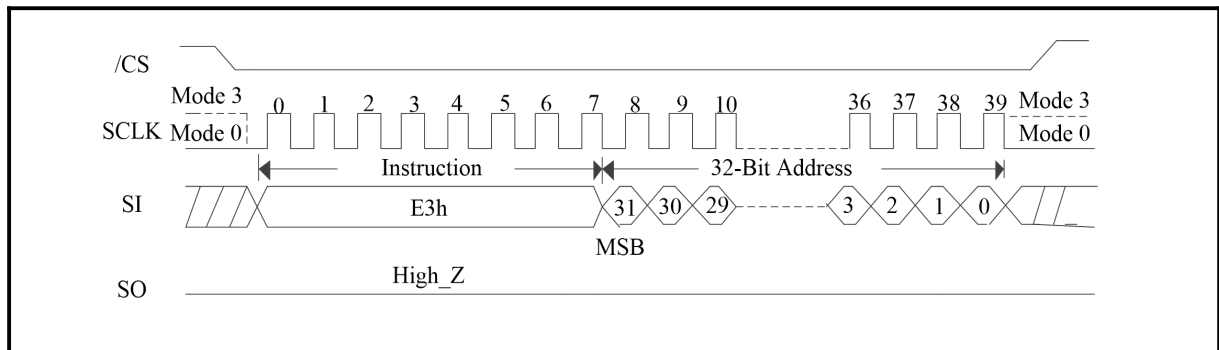 /CS
Mode 3 0 1 2 3 4 5 6 7 8 9 10 36 37 38 39 Mode 3
SCLK Mode 0 Mode 0
Instruction 32-Bit Address
SI E3h 31 30 29 3 2 1 0
MSB
High_Z
SO